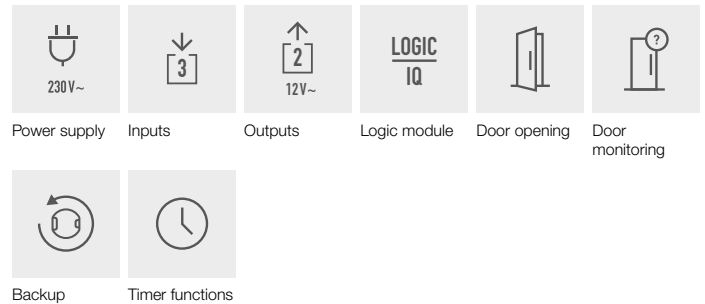 230V~
Power supply
3
Inputs
2
12V~
Outputs
LOGIC
IQ
Logic module
Door opening
?
Door
monitoring
Backup
Timer functions